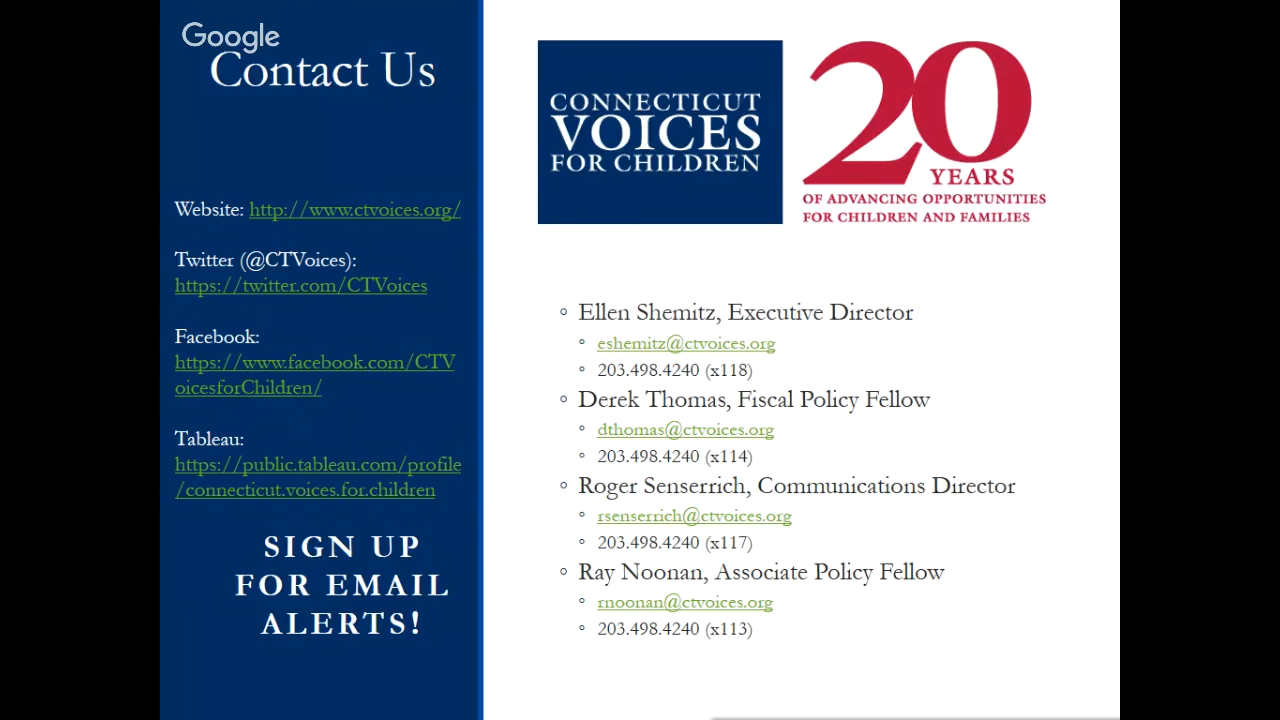 Google
Contact Us
Website: http://www.ctvoices.org/
Twitter (@CTVoices):
https://twitter.com/CTVoices
Facebook:
https://www.facebook.com/CTV
oicesforChildren/
Tableau:
https://public.tableau.com/profile
/connecticut.voices.for.children
SIGN UP
FOR EMAIL
ALERTS!
CONNECTICUT
VOICES
FOR CHILDREN
20
YEARS
OF ADVANCING OPPORTUNITIES
FOR CHILDREN AND FAMILIES
Ellen Shemitz, Executive Director
eshemitz@ctvoices.org
203.498.4240 (x118)
Derek Thomas, Fiscal Policy Fellow
dthomas@ctvoices.org
203.498.4240 (x114)
Roger Senserrich, Communications Director
rsenserrich@ctvoices.org
203.498.4240 (x117)
Ray Noonan, Associate Policy Fellow
rnoonan@ctvoices.org
203.498.4240 (x113)